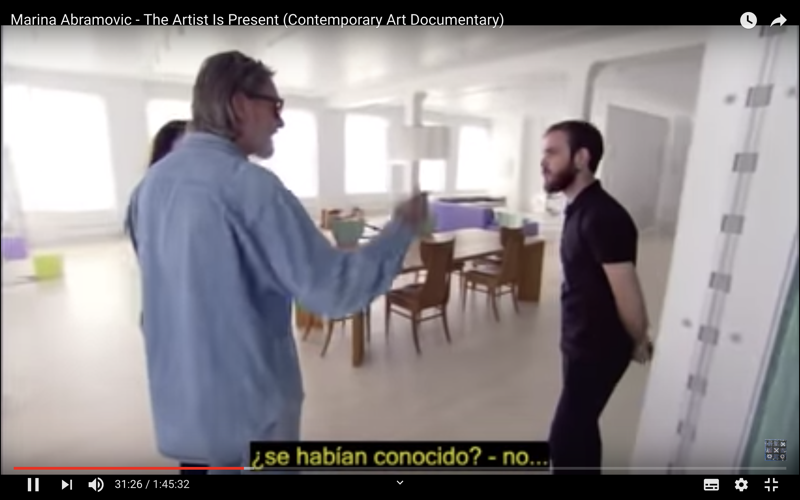 Marina Abramovic - The Artist Is Present (Contemporary Art Documentary)
¿se habían conocido? - no...
31:26 / 1:45:32